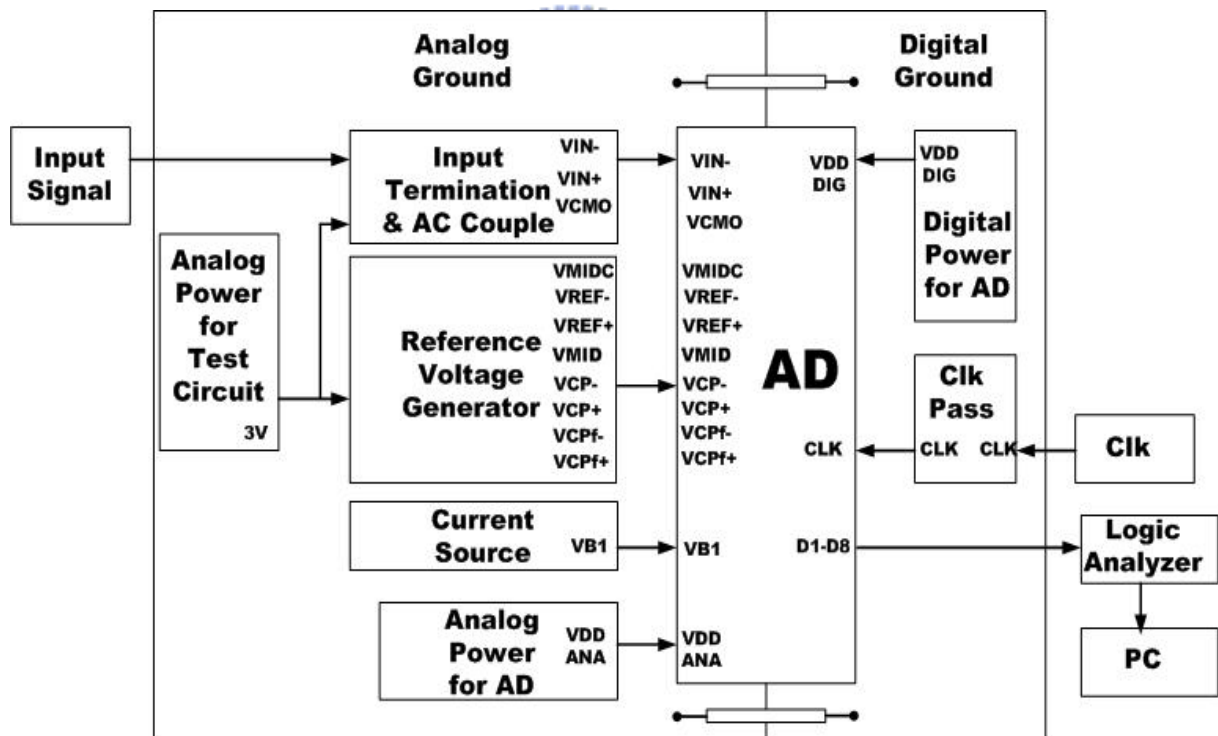 Analog
Ground
Digital
Ground
Input
Signal
Input
Termination
& AC Couple
VIN-
VIN+
VCMO
Analog
Power
for
Test
Circuit
3V
Reference
Voltage
Generator
VMIDC
VREF-
VREF+
VMID
VCP-
VCP+
VCPf-
VCPf+
Current
Source
VB1
Analog
Power
for AD
VDD
ANA
VIN-
VIN+
VCMO
VMIDC
VREF-
VREF+
VMID
VCP-
VCP+
VCPf-
VCPf+
VB1
VDD
ANA
AD
VDD
DIG
CLK
D1-D8
VDD
DIG
Digital
Power
for AD
Clk
Pass
CLK
CLK
Clk
Logic
Analyzer
PC